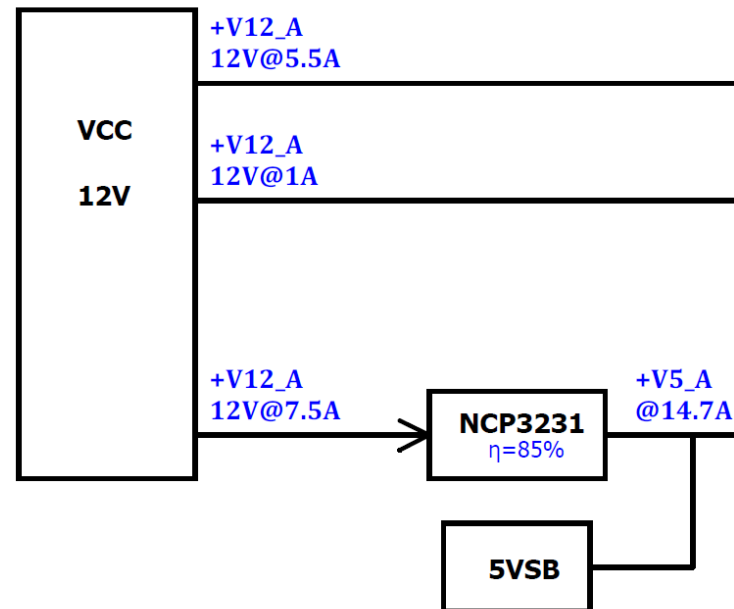 +V12_A
12V@5.5A
VCC
12V
+V12_A
12V@1A
+V12_A
12V@7.5A
NCP3231
η=85%
+V5_A
@14.7A
5VSB